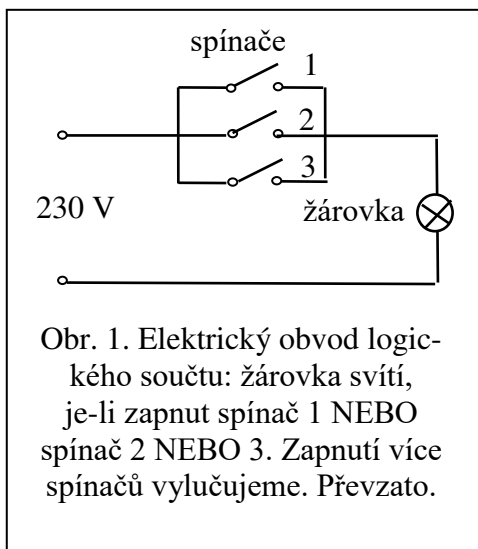 spínače
1
2
3
230 V
žárovka
Obr. 1. Elektrický obvod logic-
kého součtu: žárovka svítí,
je-li zapnut spínač 1 NEBO
spínač 2 NEBO 3. Zapnutí více
spínačů vylučujeme. Převzato.